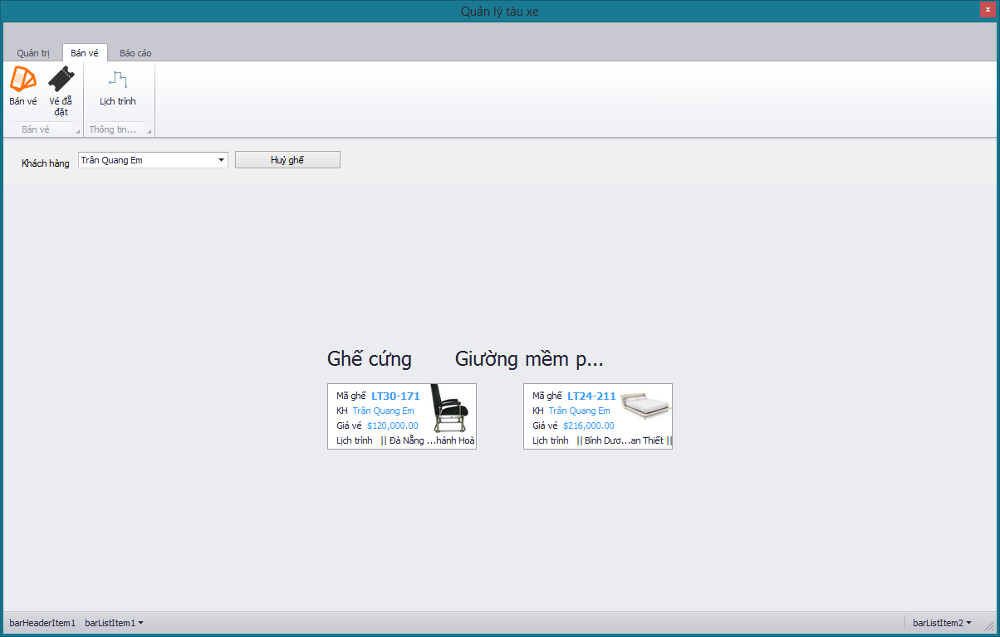 Quản lý tàu xe
x
Quản trị Bán vé Báo cáo
Bán vé
Vé đẫ
đặt
Lịch trình
Bán vé
Thông tin...
Khách hàng Trần Quang Em Huỷ ghế
Ghế cứng Giường mềm p...
Mã ghế LT30-171
KH Trần Quang Em
Giá vé $120,000.00
Lịch trình || Đà Nẵng ...hánh Hoà
Mã ghế LT24-211
KH Trần Quang Em
Giá vé $216,000.00
Lịch trình || Bình Dươ...an Thiết ||
barHeaderItem1 barListItem1 barListItem2